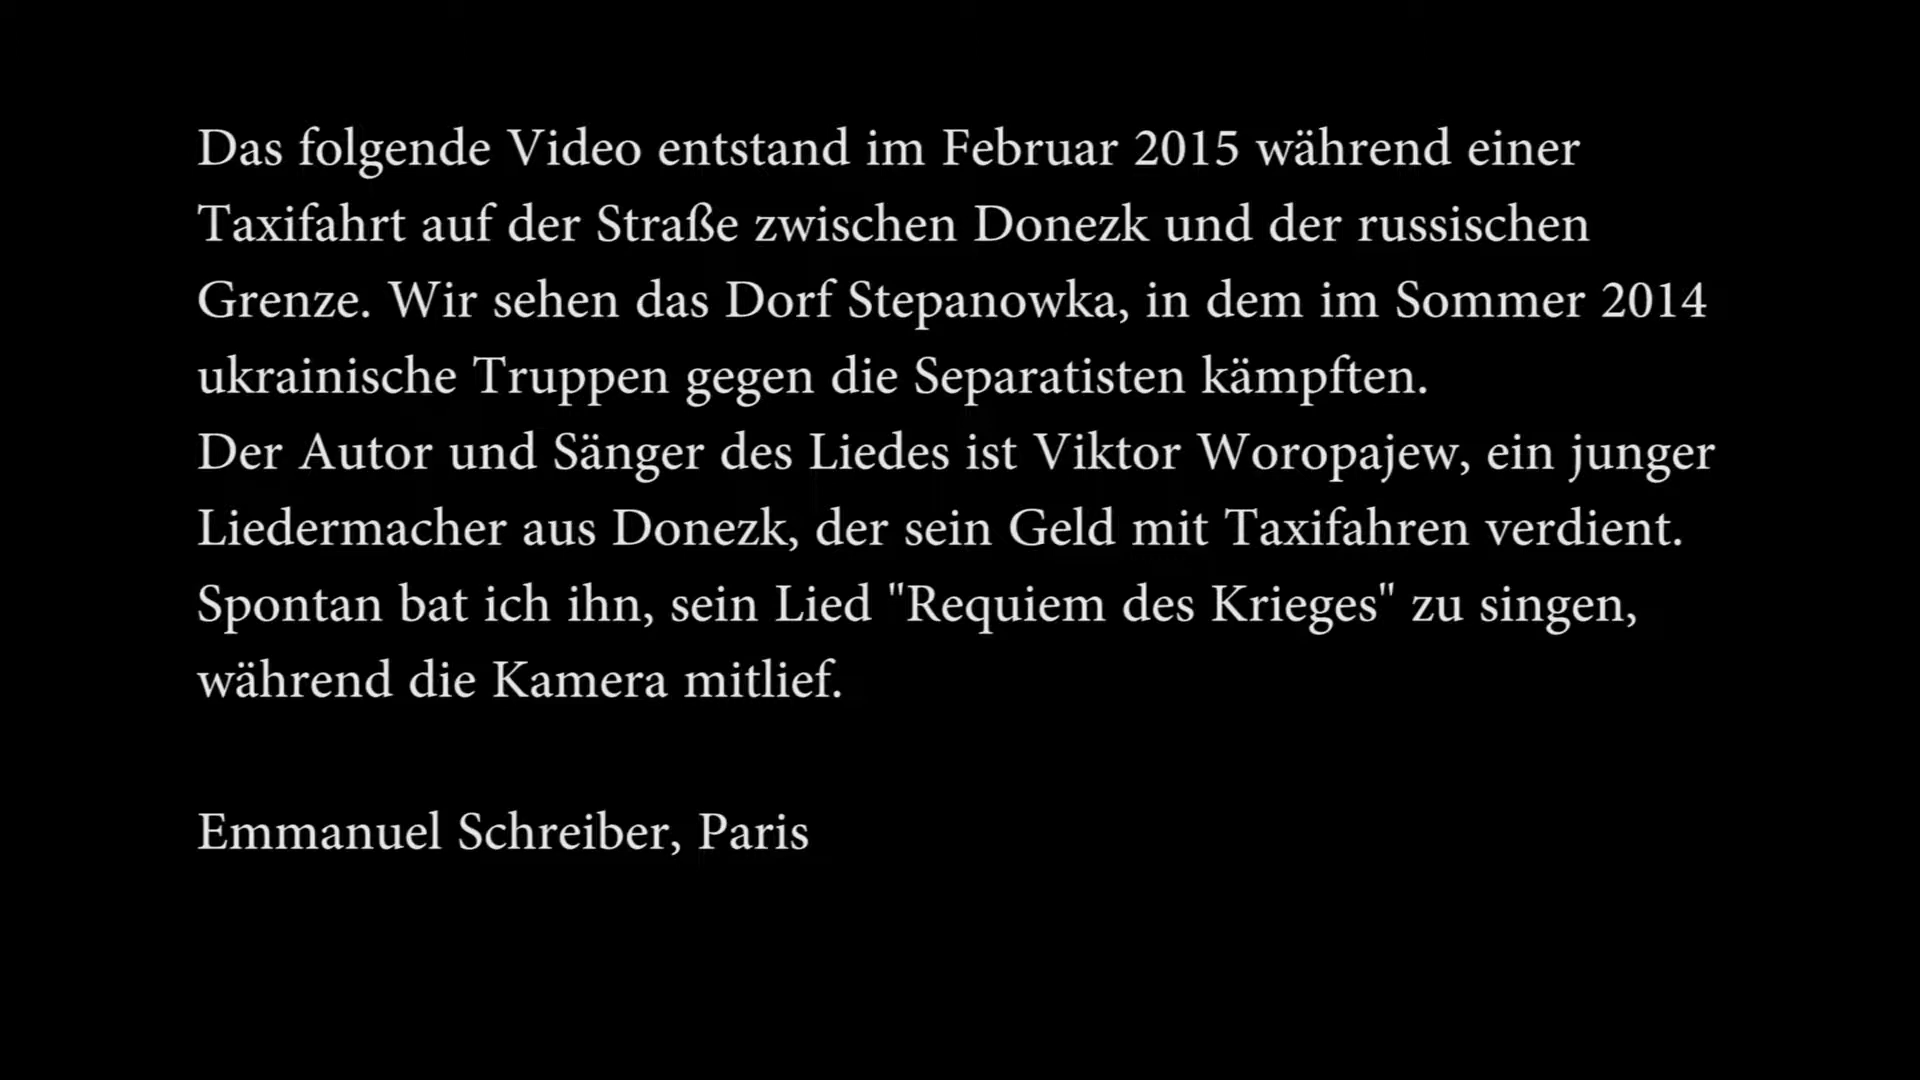 Das folgende Video entstand im Februar 2015 während einer
Taxifahrt auf der Straße zwischen Donezk und der russischen
Grenze. Wir sehen das Dorf Stepanowka, in dem im Sommer 2014
ukrainische Truppen gegen die Separatisten kämpften.
Der Autor und Sänger des Liedes ist Viktor Woropajew, ein junger
Liedermacher aus Donezk, der sein Geld mit Taxifahren verdient.
Spontan bat ich ihn, sein Lied "Requiem des Krieges" zu singen,
während die Kamera mitlief.
Emmanuel Schreiber, Paris